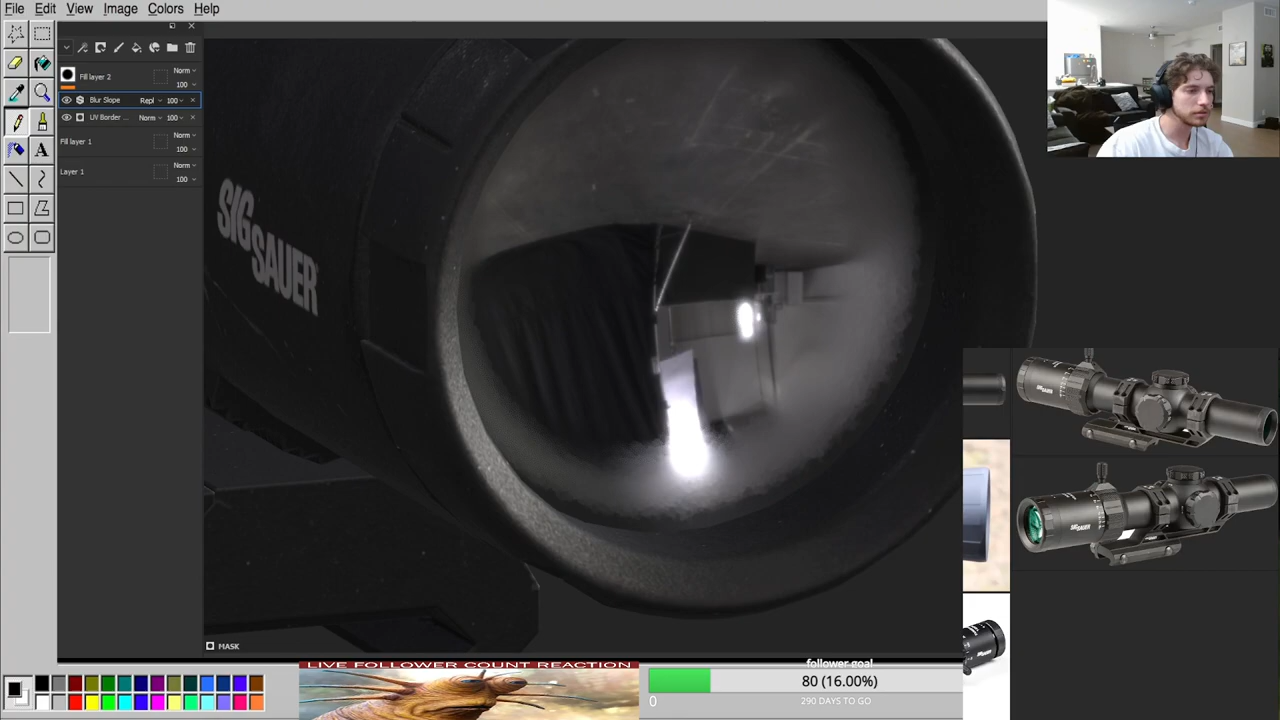 File Edit View Image Colors Help
Fill layer 2
Norm
100
Blur Slope Repl 100
UV Border ... Norm 100
Fill layer 1
Norm
100
Layer 1
Norm
100
SIG
SAUER
MASK
A
LIVE FOLLOWER COUNT REACTION
follower goal
80 (16.00%)
0
290 DAYS TO GO
SIG SAUER